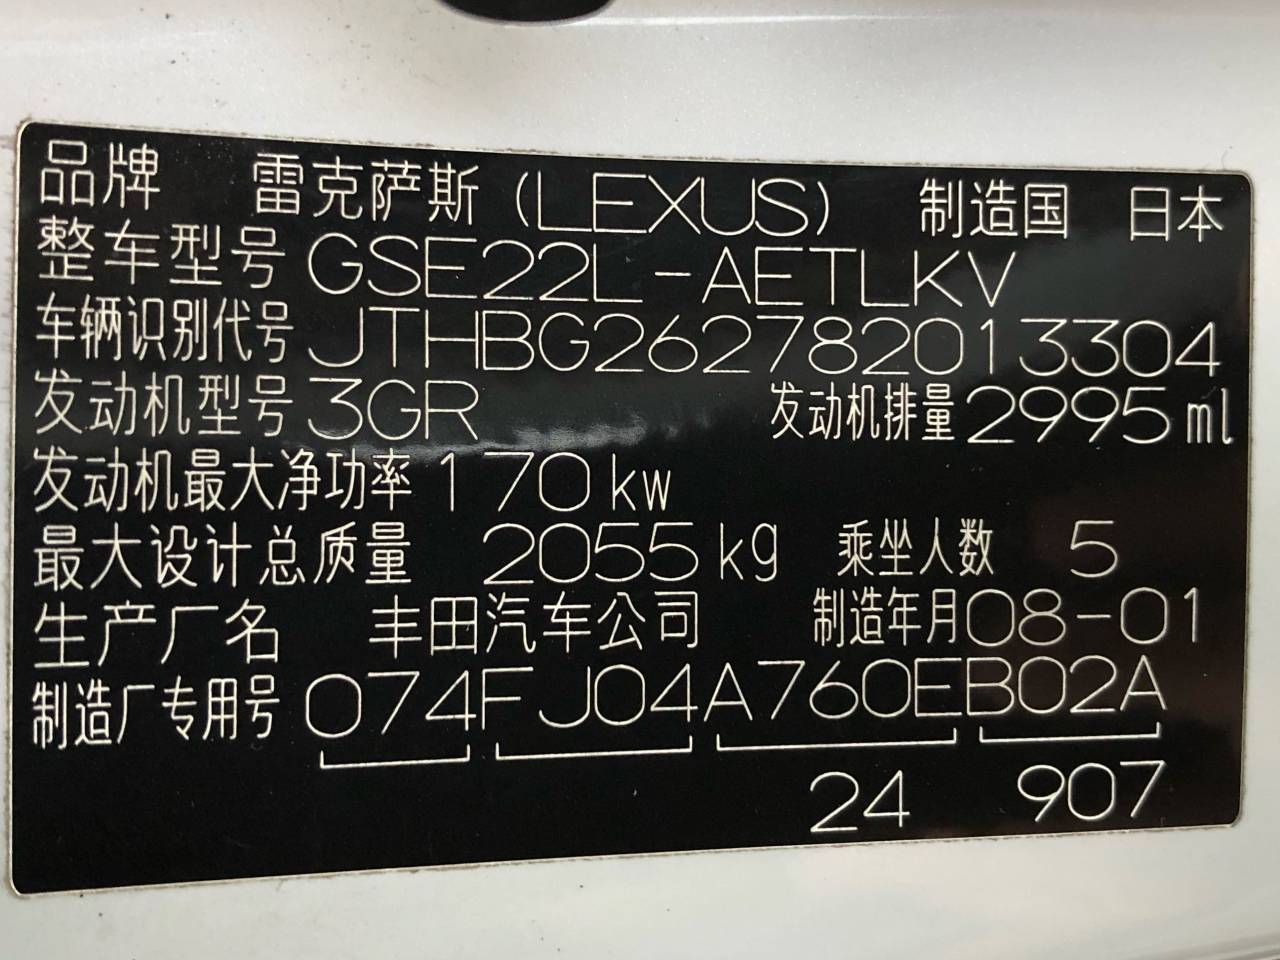 品牌 雷克萨斯(LEXUS) 制造国 日本
整车型号 GSE22L-AETLKV
车辆识别代号 JTHBG262782013304
发动机型号 3GR 发动机排量 2995 ml
发动机最大净功率 170 kw
最大设计总质量 2055 kg 乘坐人数 5
生产厂名 丰田汽车公司 制造年月 08-01
制造厂专用号 074FJ04A760EB02A
24 907